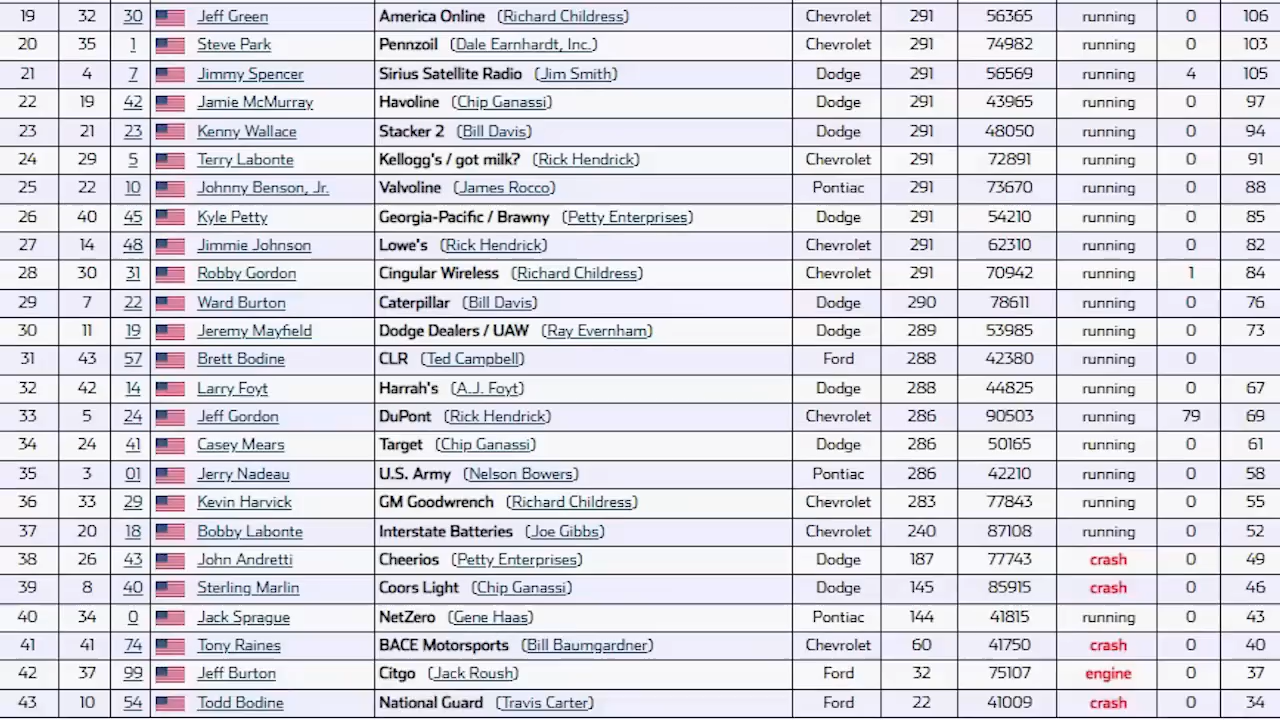 19 32 30 Jeff Green America Online (Richard Childress) Chevrolet 291 56365 running 0 106
20 35 1 Steve Park Pennzoil (Dale Earnhardt, Inc.) Chevrolet 291 74982 running 0 103
21 4 7 Jimmy Spencer Sirius Satellite Radio (Jim Smith) Dodge 291 56569 running 4 105
22 19 42 Jamie McMurray Havoline (Chip Ganassi) Dodge 291 43965 running 0 97
23 21 23 Kenny Wallace Stacker 2 (Bill Davis) Dodge 291 48050 running 0 94
24 29 5 Terry Labonte Kellogg's / got milk? (Rick Hendrick) Chevrolet 291 72891 running 0 91
25 22 10 Johnny Benson, Jr. Valvoline (James Rocco) Pontiac 291 73670 running 0 88
26 40 45 Kyle Petty Georgia-Pacific / Brawny (Petty Enterprises) Dodge 291 54210 running 0 85
27 14 48 Jimmie Johnson Lowe's (Rick Hendrick) Chevrolet 291 62310 running 0 82
28 30 31 Robby Gordon Cingular Wireless (Richard Childress) Chevrolet 291 70942 running 1 84
29 7 22 Ward Burton Caterpillar (Bill Davis) Dodge 290 78611 running 0 76
30 11 19 Jeremy Mayfield Dodge Dealers / UAW (Ray Evernham) Dodge 289 53985 running 0 73
31 43 57 Brett Bodine CLR (Ted Campbell) Ford 288 42380 running 0
32 42 14 Larry Foyt Harrah's (A.J. Foyt) Dodge 288 44825 running 0 67
33 5 24 Jeff Gordon DuPont (Rick Hendrick) Chevrolet 286 90503 running 79 69
34 24 41 Casey Mears Target (Chip Ganassi) Dodge 286 50165 running 0 61
35 3 01 Jerry Nadeau U.S. Army (Nelson Bowers) Pontiac 286 42210 running 0 58
36 33 29 Kevin Harvick GM Goodwrench (Richard Childress) Chevrolet 283 77843 running 0 55
37 20 18 Bobby Labonte Interstate Batteries (Joe Gibbs) Chevrolet 240 87108 running 0 52
38 26 43 John Andretti Cheerios (Petty Enterprises) Dodge 187 77743 crash 0 49
39 8 40 Sterling Marlin Coors Light (Chip Ganassi) Dodge 145 85915 crash 0 46
40 34 0 Jack Sprague NetZero (Gene Haas) Pontiac 144 41815 running 0 43
41 41 74 Tony Raines BACE Motorsports (Bill Baumgardner) Chevrolet 60 41750 crash 0 40
42 37 99 Jeff Burton Citgo (Jack Roush) Ford 32 75107 engine 0 37
43 10 54 Todd Bodine National Guard (Travis Carter) Ford 22 41009 crash 0 34